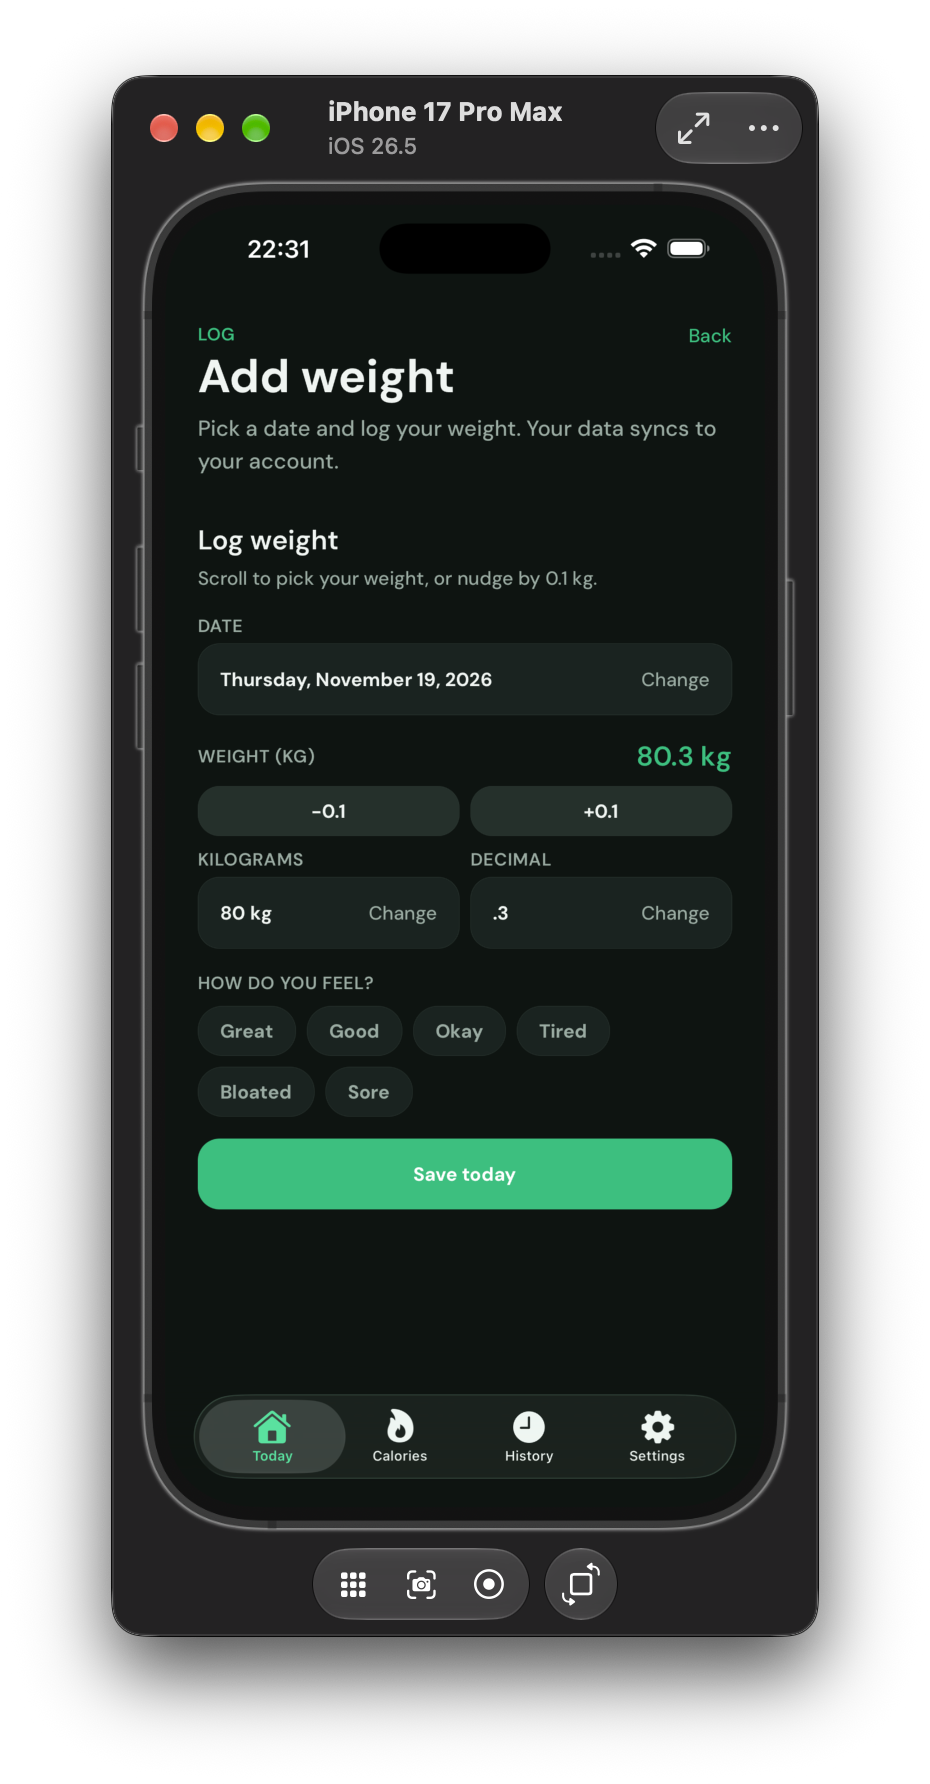 iPhone 17 Pro Max
iOS 26.5
22:31
LOG
Back
Add weight
Pick a date and log your weight. Your data syncs to
your account.
Log weight
Scroll to pick your weight, or nudge by 0.1 kg.
DATE
Thursday, November 19, 2026 Change
WEIGHT (KG) 80.3 kg
-0.1 +0.1
KILOGRAMS DECIMAL
80 kg Change .3 Change
HOW DO YOU FEEL?
Great Good Okay Tired
Bloated Sore
Save today
Today Calories History Settings